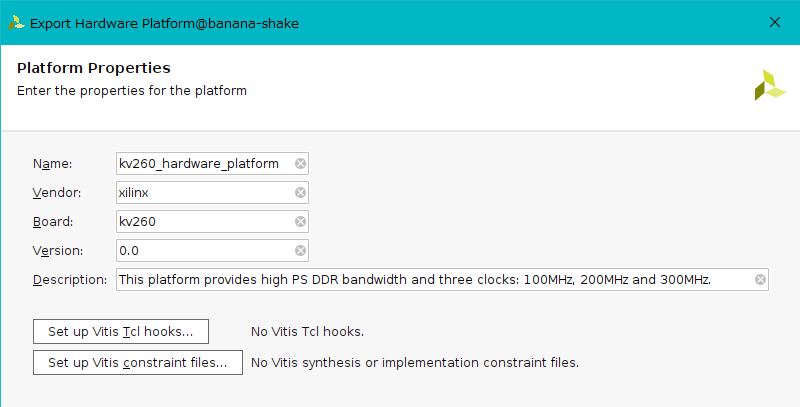 Export Hardware Platform@banana-shake
Platform Properties
Enter the properties for the platform
Name: kv260_hardware_platform
Vendor: xilinx
Board: kv260
Version: 0.0
Description: This platform provides high PS DDR bandwidth and three clocks: 100MHz, 200MHz and 300MHz.
Set up Vitis Tcl hooks... No Vitis Tcl hooks.
Set up Vitis constraint files... No Vitis synthesis or implementation constraint files.